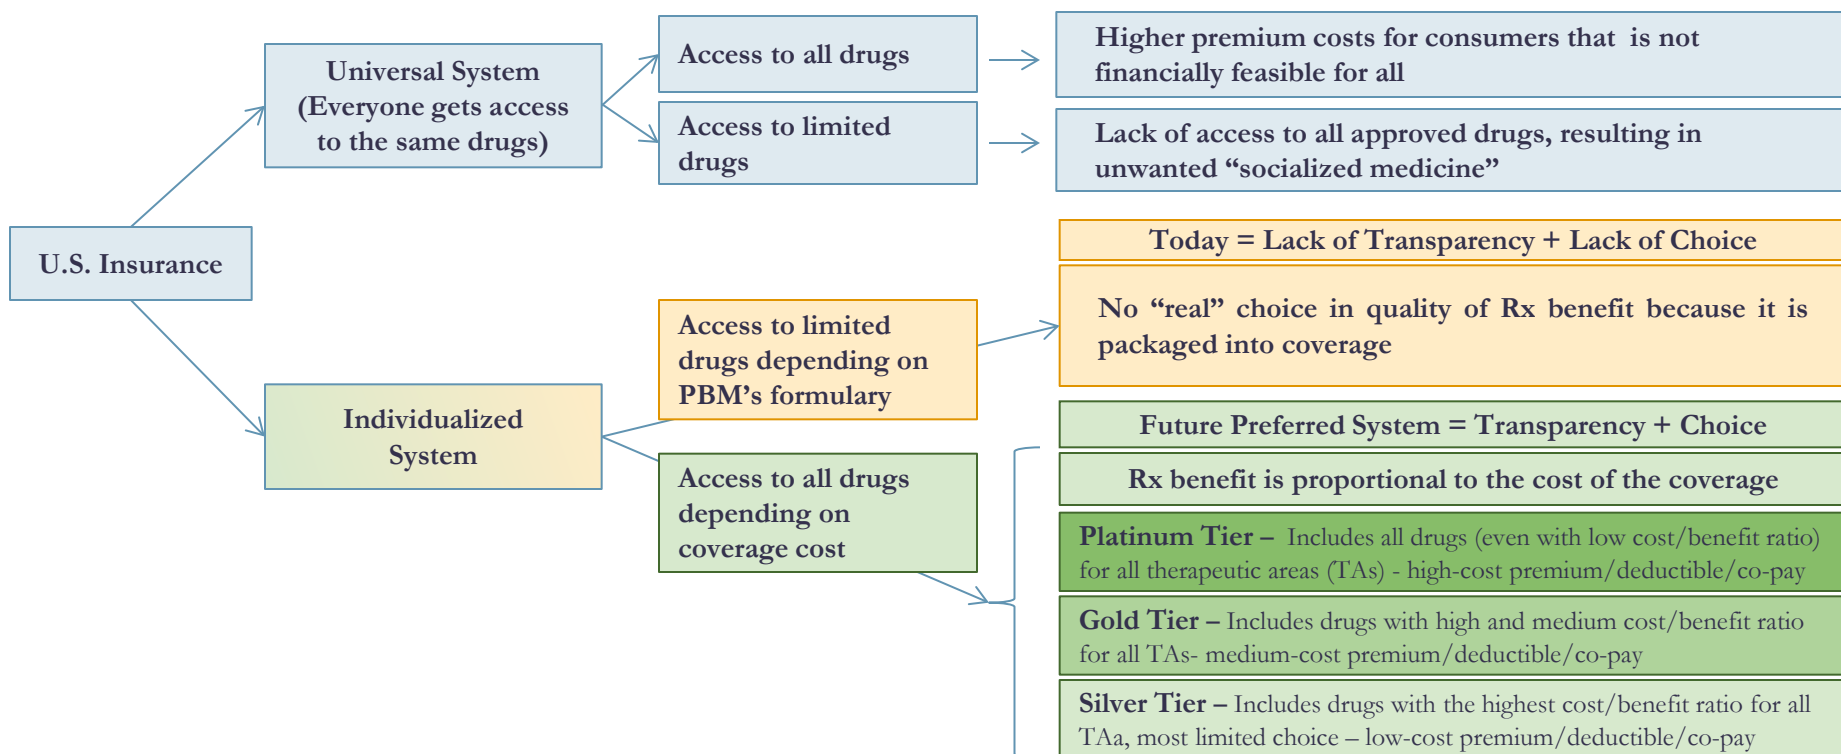 Universal System
(Everyone gets access
to the same drugs)
Access to all drugs
Higher premium costs for consumers that is not
financially feasible for all
Access to limited
drugs
Lack of access to all approved drugs, resulting in
unwanted “socialized medicine”
U.S. Insurance
Today = Lack of Transparency + Lack of Choice
No “real” choice in quality of Rx benefit because it is
packaged into coverage
Access to limited
drugs depending on
PBM’s formulary
Individualized
System
Future Preferred System = Transparency + Choice
Access to all drugs
depending on
coverage cost
Rx benefit is proportional to the cost of the coverage
Platinum Tier – Includes all drugs (even with low cost/benefit ratio)
for all therapeutic areas (TAs) - high-cost premium/deductible/co-pay
Gold Tier – Includes drugs with high and medium cost/benefit ratio
for all TAs- medium-cost premium/deductible/co-pay
Silver Tier – Includes drugs with the highest cost/benefit ratio for all
TAa, most limited choice – low-cost premium/deductible/co-pay